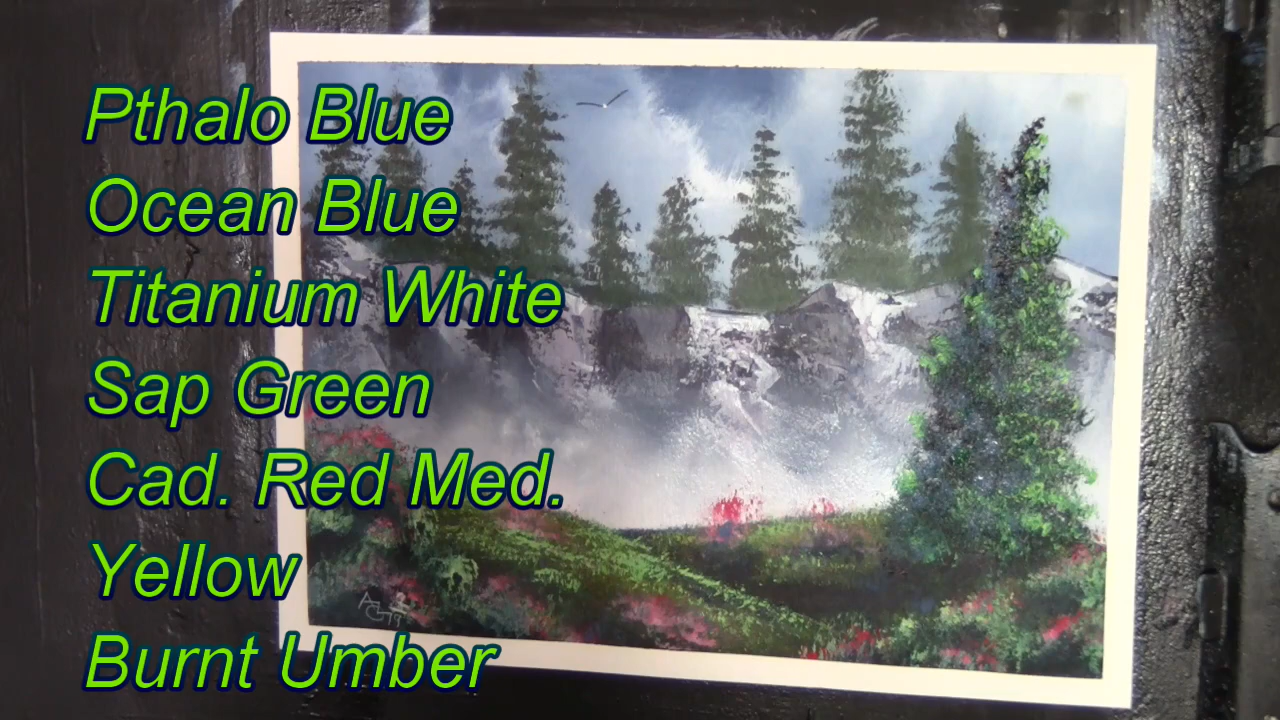 Pthalo Blue
Ocean Blue
Titanium White
Sap Green
Cad. Red Med.
Yellow
Burnt Umber